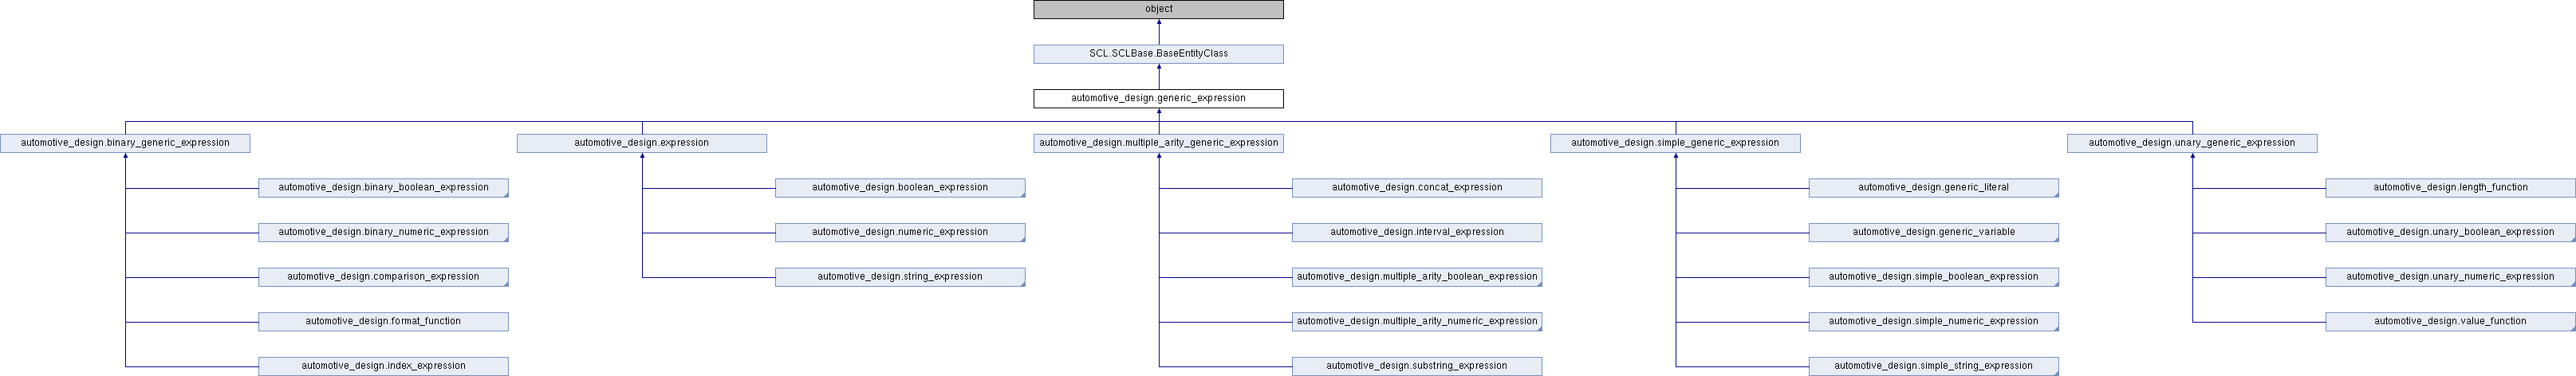 object
SCL.SCLBase.BaseEntityClass
automotive_design.generic_expression
automotive_design.binary_generic_expression
automotive_design.expression
automotive_design.multiple_arity_generic_expression
automotive_design.simple_generic_expression
automotive_design.unary_generic_expression
automotive_design.binary_boolean_expression
automotive_design.boolean_expression
automotive_design.concat_expression
automotive_design.generic_literal
automotive_design.length_function
automotive_design.binary_numeric_expression
automotive_design.numeric_expression
automotive_design.interval_expression
automotive_design.generic_variable
automotive_design.unary_boolean_expression
automotive_design.comparison_expression
automotive_design.string_expression
automotive_design.multiple_arity_boolean_expression
automotive_design.simple_boolean_expression
automotive_design.unary_numeric_expression
automotive_design.format_function
automotive_design.multiple_arity_numeric_expression
automotive_design.simple_numeric_expression
automotive_design.value_function
automotive_design.index_expression
automotive_design.substring_expression
automotive_design.simple_string_expression